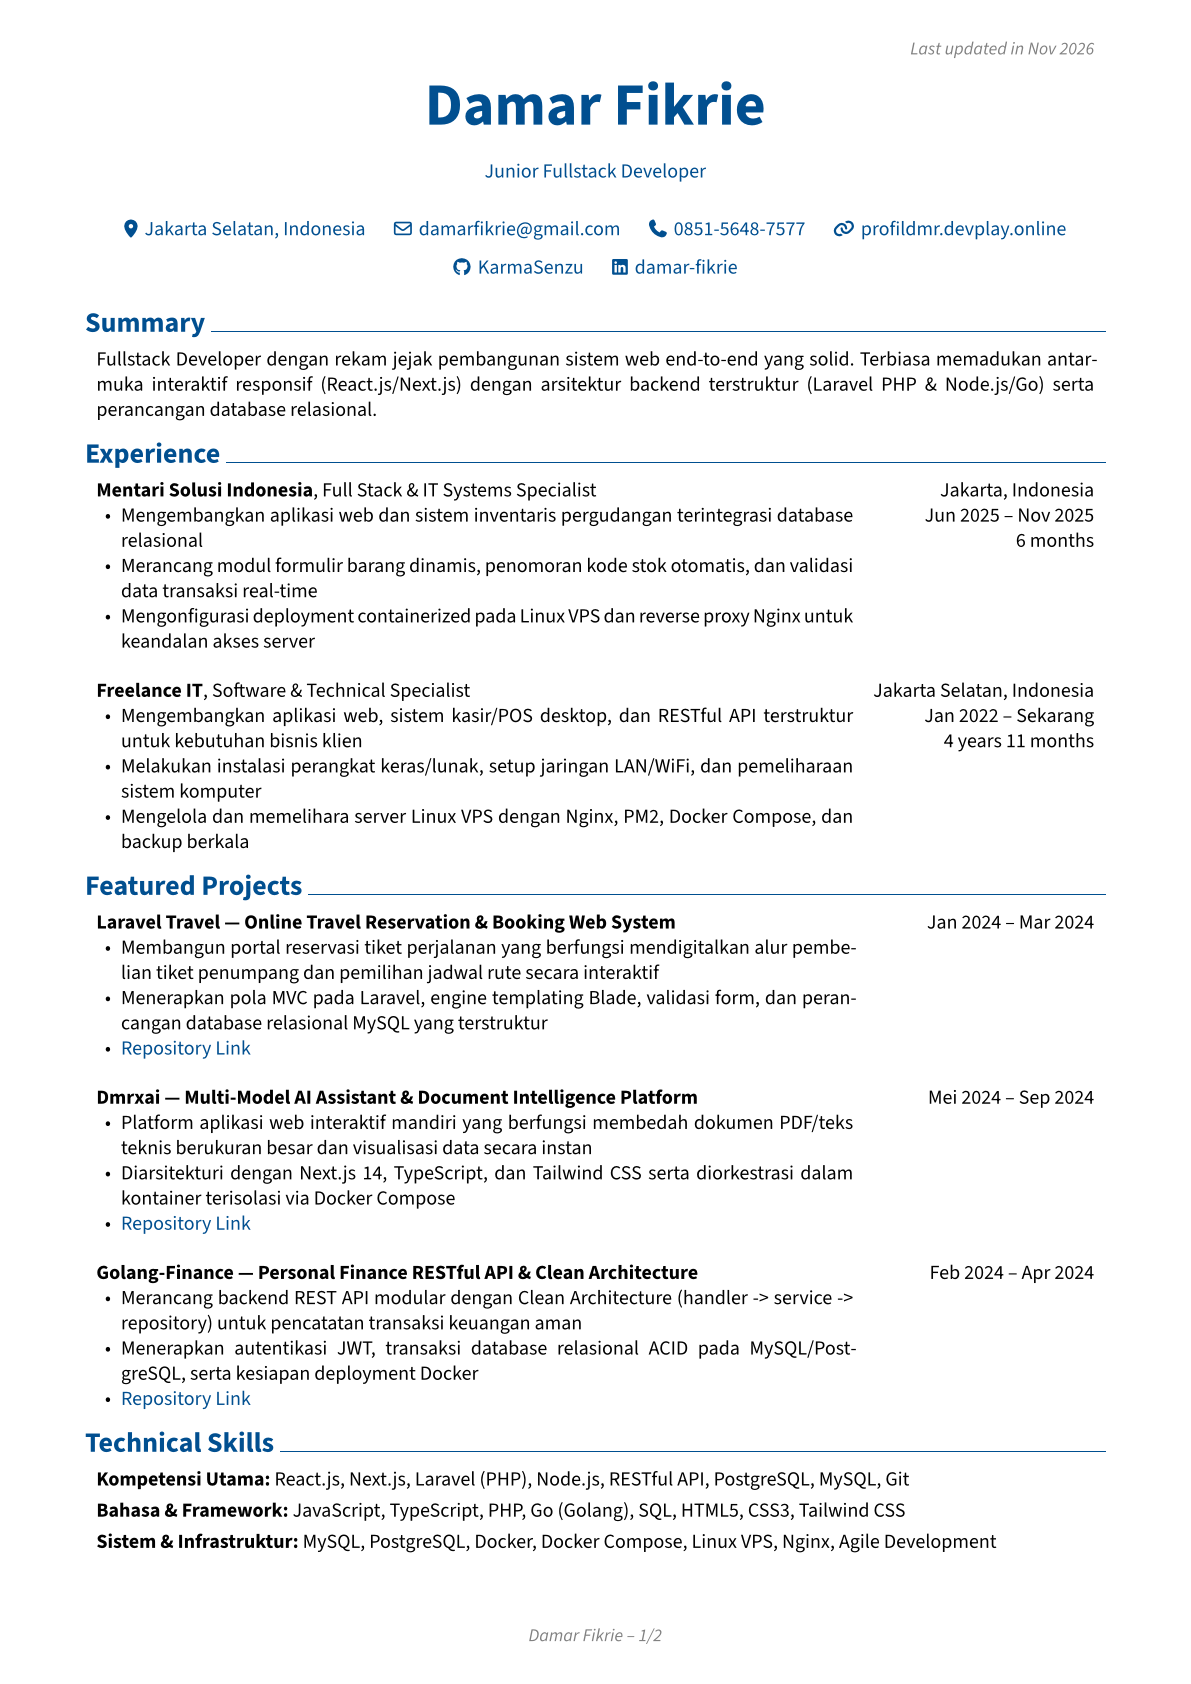 Last updated in Nov 2026
Damar Fikrie
Junior Fullstack Developer
Jakarta Selatan, Indonesia damarfikrie@gmail.com 0851-5648-7577 profildmr.devplay.online
KarmaSenzu damar-fikrie
Summary
Fullstack Developer dengan rekam jejak pembangunan sistem web end-to-end yang solid. Terbiasa memadukan antar-
muka interaktif responsif (React.js/Next.js) dengan arsitektur backend terstruktur (Laravel PHP & Node.js/Go) serta
perancangan database relasional.
Experience
Mentari Solusi Indonesia, Full Stack & IT Systems Specialist Jakarta, Indonesia
• Mengembangkan aplikasi web dan sistem inventaris pergudangan terintegrasi database Jun 2025 – Nov 2025
relasional 6 months
• Merancang modul formulir barang dinamis, penomoran kode stok otomatis, dan validasi
data transaksi real-time
• Mengonfigurasi deployment containerized pada Linux VPS dan reverse proxy Nginx untuk
keandalan akses server
Freelance IT, Software & Technical Specialist Jakarta Selatan, Indonesia
• Mengembangkan aplikasi web, sistem kasir/POS desktop, dan RESTful API terstruktur Jan 2022 – Sekarang
untuk kebutuhan bisnis klien 4 years 11 months
• Melakukan instalasi perangkat keras/lunak, setup jaringan LAN/WiFi, dan pemeliharaan
sistem komputer
• Mengelola dan memelihara server Linux VPS dengan Nginx, PM2, Docker Compose, dan
backup berkala
Featured Projects
Laravel Travel — Online Travel Reservation & Booking Web System Jan 2024 – Mar 2024
• Membangun portal reservasi tiket perjalanan yang berfungsi mendigitalkan alur pembe-
lian tiket penumpang dan pemilihan jadwal rute secara interaktif
• Menerapkan pola MVC pada Laravel, engine templating Blade, validasi form, dan peran-
cangan database relasional MySQL yang terstruktur
• Repository Link
Dmrxai — Multi-Model AI Assistant & Document Intelligence Platform Mei 2024 – Sep 2024
• Platform aplikasi web interaktif mandiri yang berfungsi membedah dokumen PDF/teks
teknis berukuran besar dan visualisasi data secara instan
• Diarsitekturi dengan Next.js 14, TypeScript, dan Tailwind CSS serta diorkestrasi dalam
kontainer terisolasi via Docker Compose
• Repository Link
Golang-Finance — Personal Finance RESTful API & Clean Architecture Feb 2024 – Apr 2024
• Merancang backend REST API modular dengan Clean Architecture (handler -> service ->
repository) untuk pencatatan transaksi keuangan aman
• Menerapkan autentikasi JWT, transaksi database relasional ACID pada MySQL/Post-
greSQL, serta kesiapan deployment Docker
• Repository Link
Technical Skills
Kompetensi Utama: React.js, Next.js, Laravel (PHP), Node.js, RESTful API, PostgreSQL, MySQL, Git
Bahasa & Framework: JavaScript, TypeScript, PHP, Go (Golang), SQL, HTML5, CSS3, Tailwind CSS
Sistem & Infrastruktur: MySQL, PostgreSQL, Docker, Docker Compose, Linux VPS, Nginx, Agile Development
Damar Fikrie – 1/2